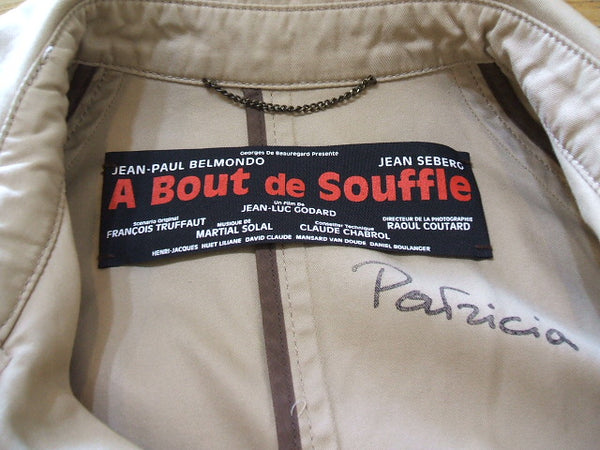 Georges De Beauregard Presente
JEAN-PAUL BELMONDO JEAN SEBERG
A BOUT de Souffle
Un Film De
JEAN-LUC GODARD
Scenario Original MUSIQUE DE Conseiller Technique DIRECTEUR DE LA PHOTOGRAPHIE
FRANÇOIS TRUFFAUT MARTIAL SOLAL CLAUDE CHABROL RAOUL COUTARD
HENRI-JACQUES HUET LILIANE DAVID CLAUDE MANSARD VAN DOUDE DANIEL BOULANGER
Patricia